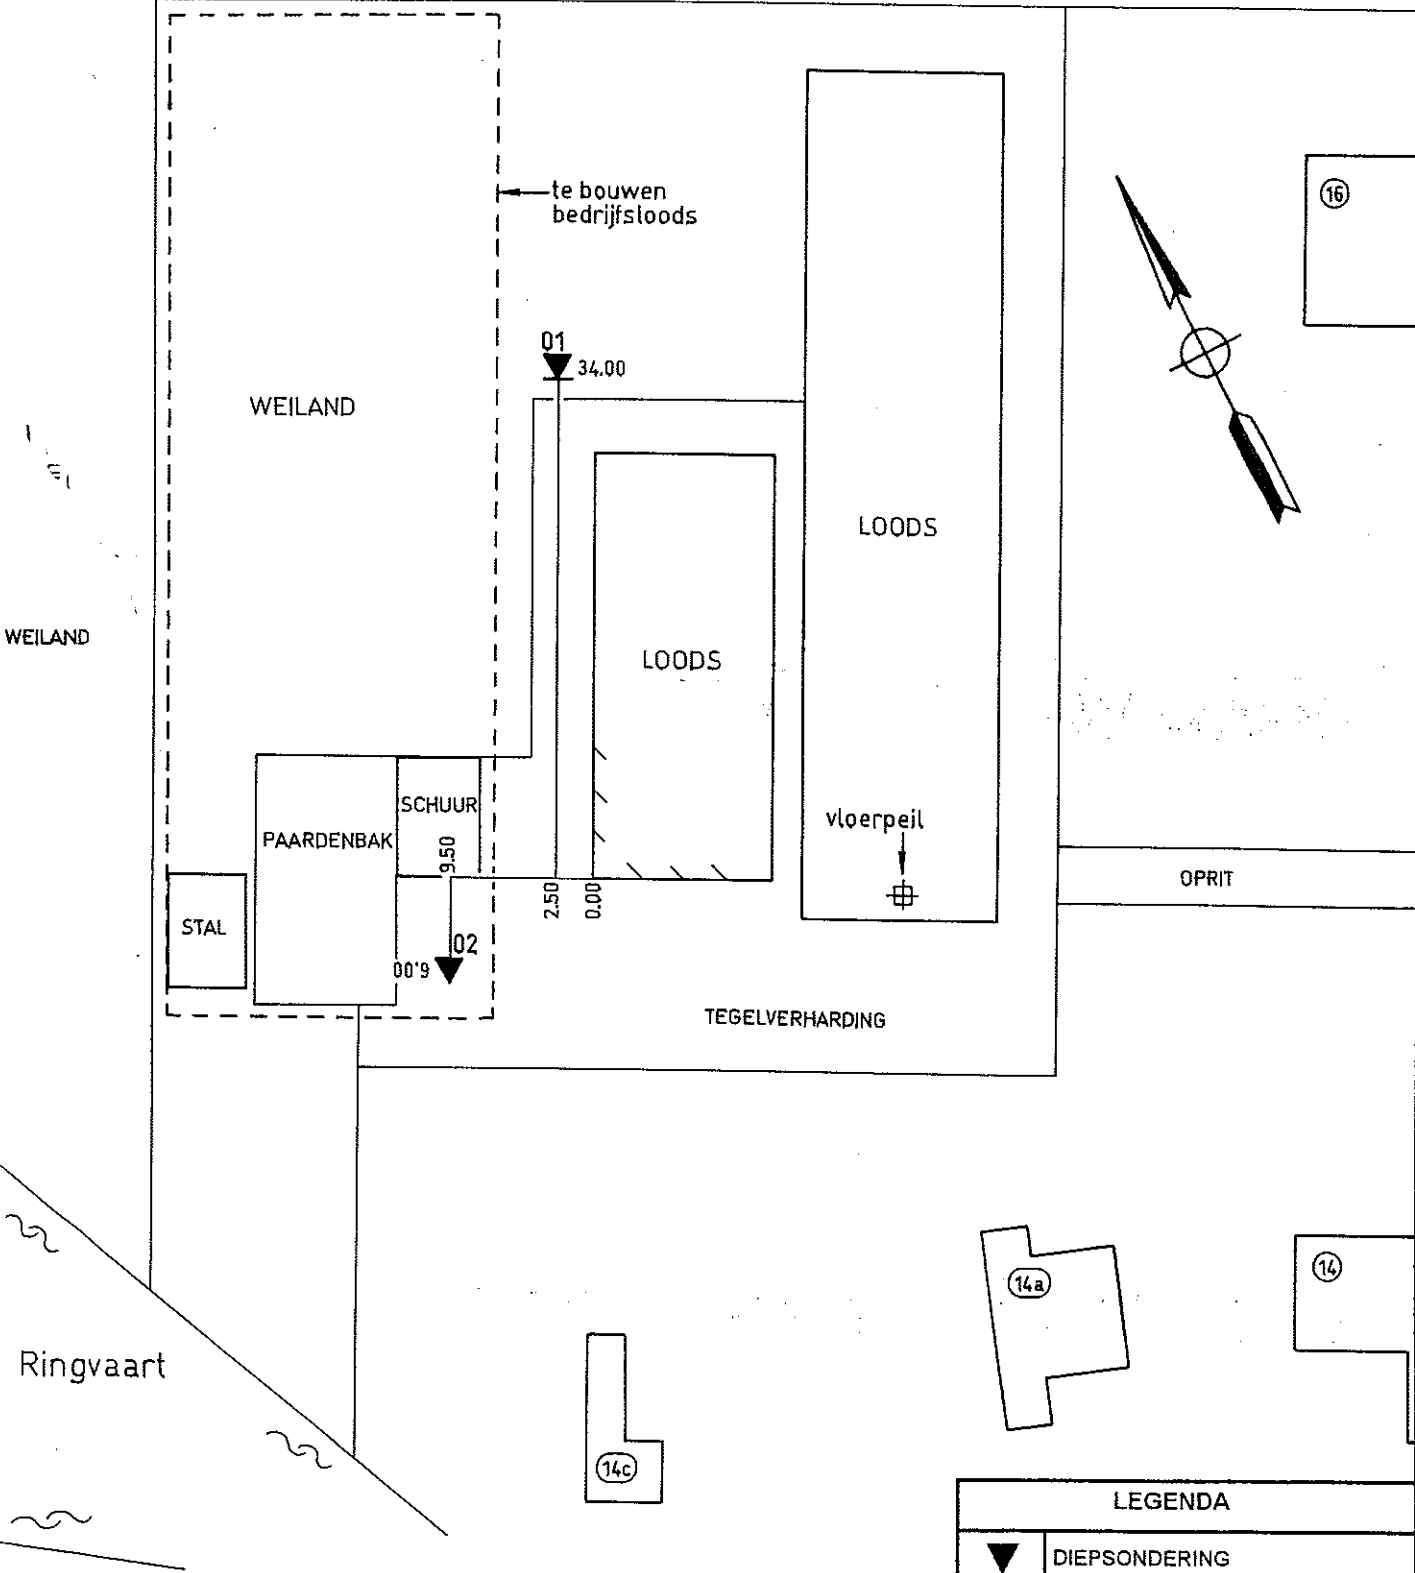 te bouwen
bedrijfsloods
16
01
34.00
WEILAND
LOODS
WEILAND
LOODS
SCHUUR
vloerpeil
PAARDENBAK
9.50
OPRIT
2.50
0.00
STAL
02
6.00
TEGELVERHARDING
14a
14
Ringvaart
14c
LEGENDA
DIEPSONDERING